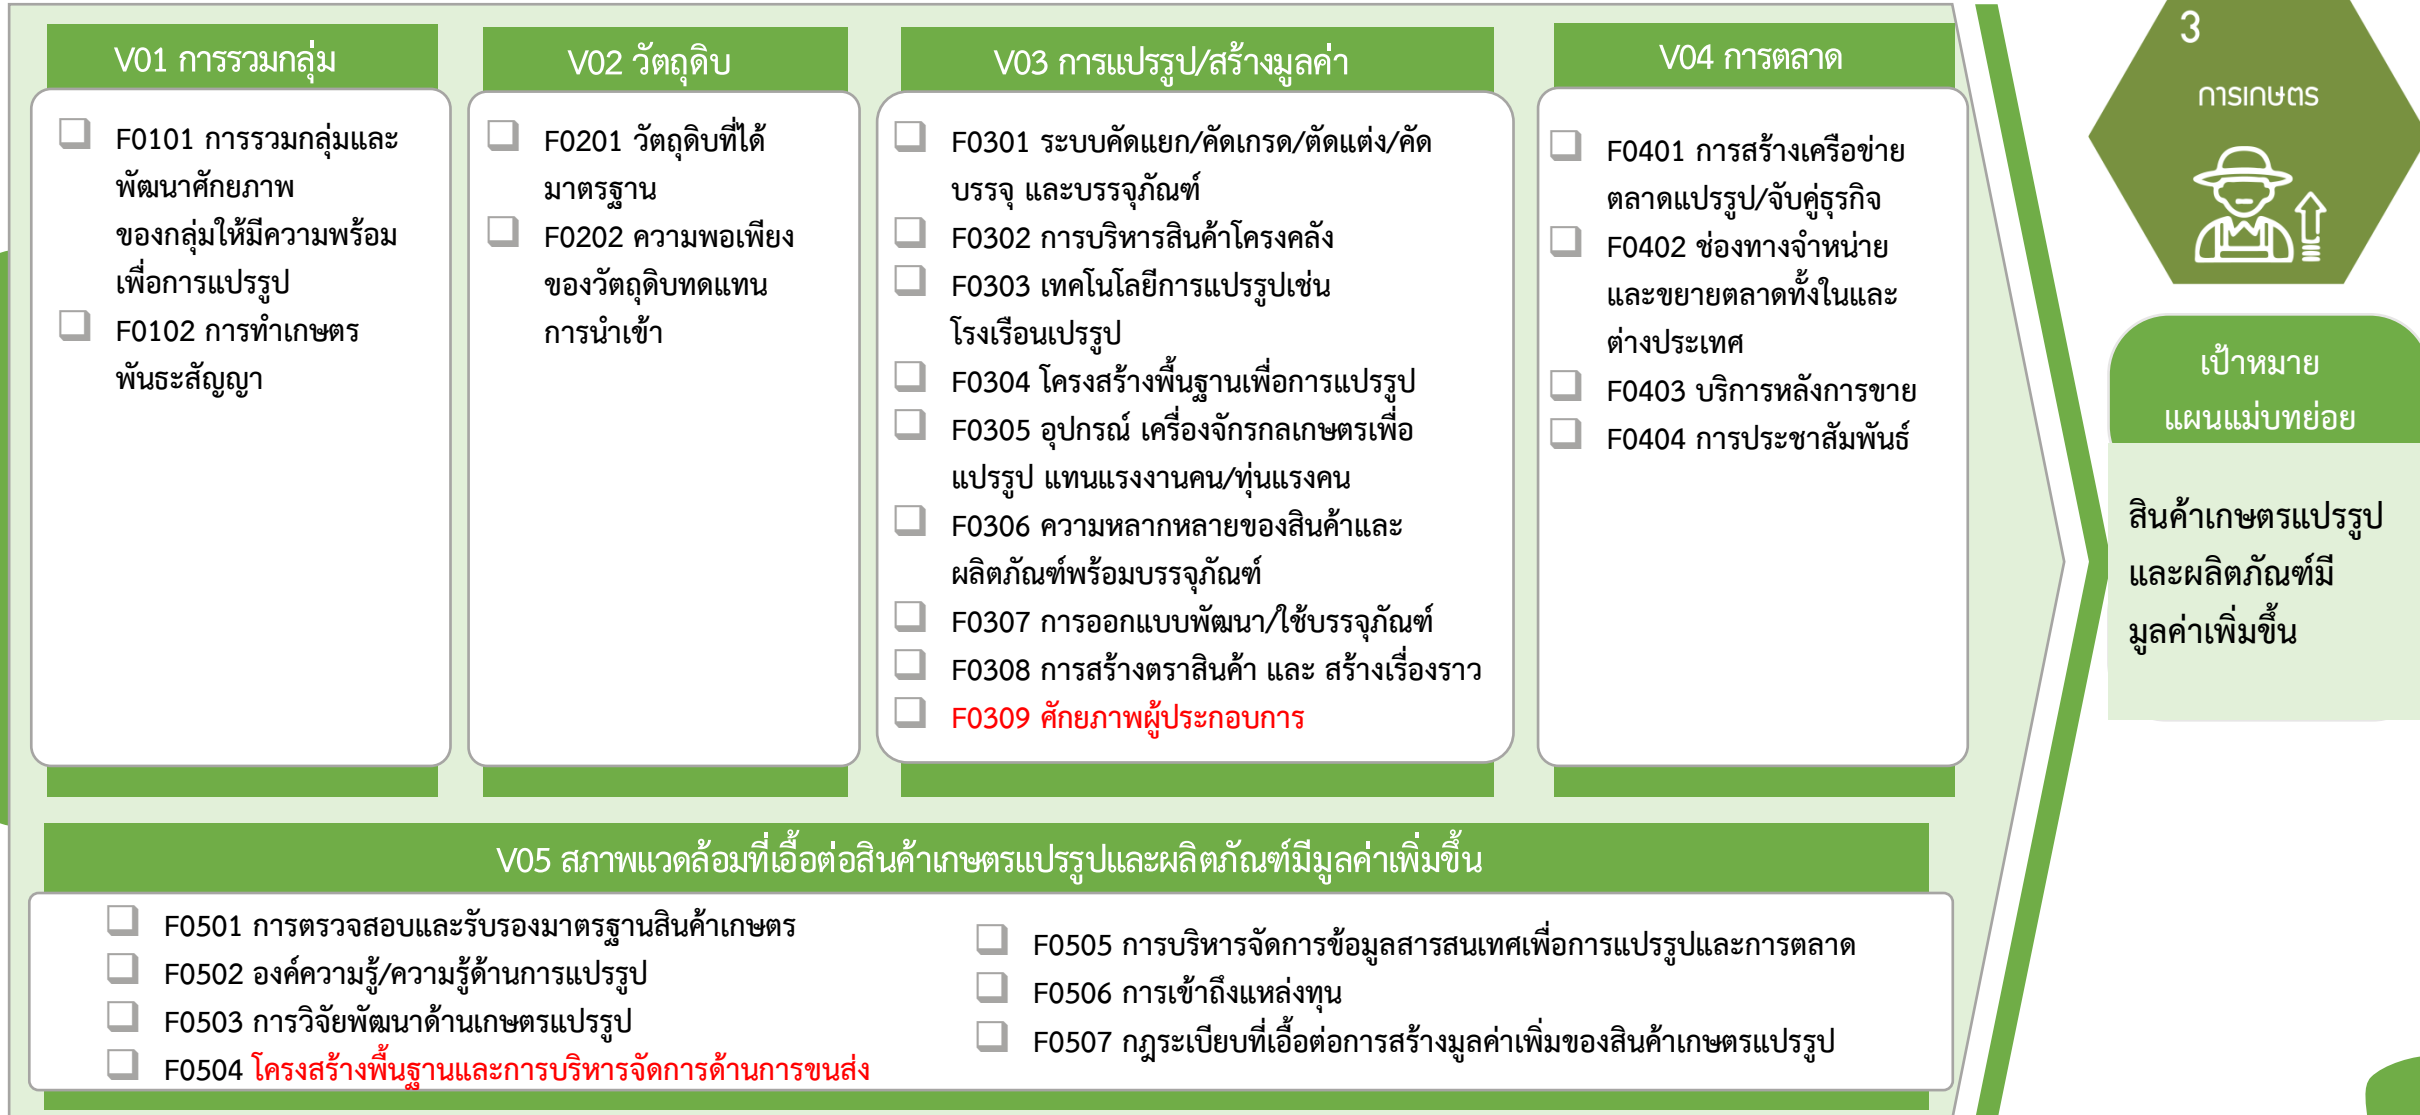 V01 การรวมกลุ่ม
F0101 การรวมกลุ่มและ
พัฒนาศักยภาพ
ของกลุ่มให้มีความพร้อม
เพื่อการแปรรูป
F0102 การทำเกษตร
พันธะสัญญา
V02 วัตถุดิบ
F0201 วัตถุดิบที่ได้
มาตรฐาน
F0202 ความพอเพียง
ของวัตถุดิบทดแทน
การนำเข้า
V03 การแปรรูป/สร้างมูลค่า
F0301 ระบบคัดแยก/คัดเกรด/ตัดแต่ง/คัด
บรรจุ และบรรจุภัณฑ์
F0302 การบริหารสินค้าโครงคลัง
F0303 เทคโนโลยีการแปรรูปเช่น
โรงเรือนเปรรูป
F0304 โครงสร้างพื้นฐานเพื่อการแปรรูป
F0305 อุปกรณ์ เครื่องจักรกลเกษตรเพื่อ
แปรรูป แทนแรงงานคน/ทุ่นแรงคน
F0306 ความหลากหลายของสินค้าและ
ผลิตภัณฑ์พร้อมบรรจุภัณฑ์
F0307 การออกแบบพัฒนา/ใช้บรรจุภัณฑ์
F0308 การสร้างตราสินค้า และ สร้างเรื่องราว
F0309 ศักยภาพผู้ประกอบการ
V04 การตลาด
F0401 การสร้างเครือข่าย
ตลาดแปรรูป/จับคู่ธุรกิจ
F0402 ช่องทางจำหน่าย
และขยายตลาดทั้งในและ
ต่างประเทศ
F0403 บริการหลังการขาย
F0404 การประชาสัมพันธ์
3
การเกษตร
เป้าหมาย
แผนแม่บทย่อย
สินค้าเกษตรแปรรูป
และผลิตภัณฑ์มี
มูลค่าเพิ่มขึ้น
V05 สภาพแวดล้อมที่เอื้อต่อสินค้าเกษตรแปรรูปและผลิตภัณฑ์มีมูลค่าเพิ่มขึ้น
F0501 การตรวจสอบและรับรองมาตรฐานสินค้าเกษตร
F0502 องค์ความรู้/ความรู้ด้านการแปรรูป
F0503 การวิจัยพัฒนาด้านเกษตรแปรรูป
F0504 โครงสร้างพื้นฐานและการบริหารจัดการด้านการขนส่ง
F0505 การบริหารจัดการข้อมูลสารสนเทศเพื่อการแปรรูปและการตลาด
F0506 การเข้าถึงแหล่งทุน
F0507 กฎระเบียบที่เอื้อต่อการสร้างมูลค่าเพิ่มของสินค้าเกษตรแปรรูป